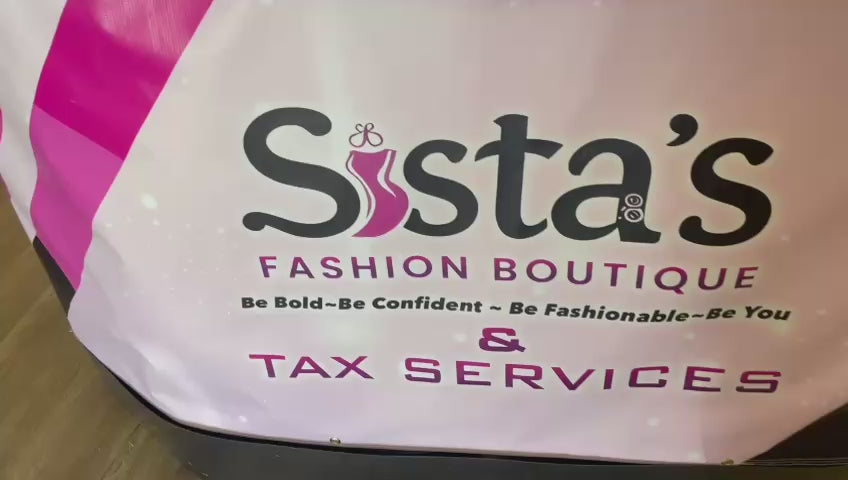 Sista's
FASHION BOUTIQUE
Be Bold~Be Confident ~ Be Fashionable~Be You
&
TAX SERVICES